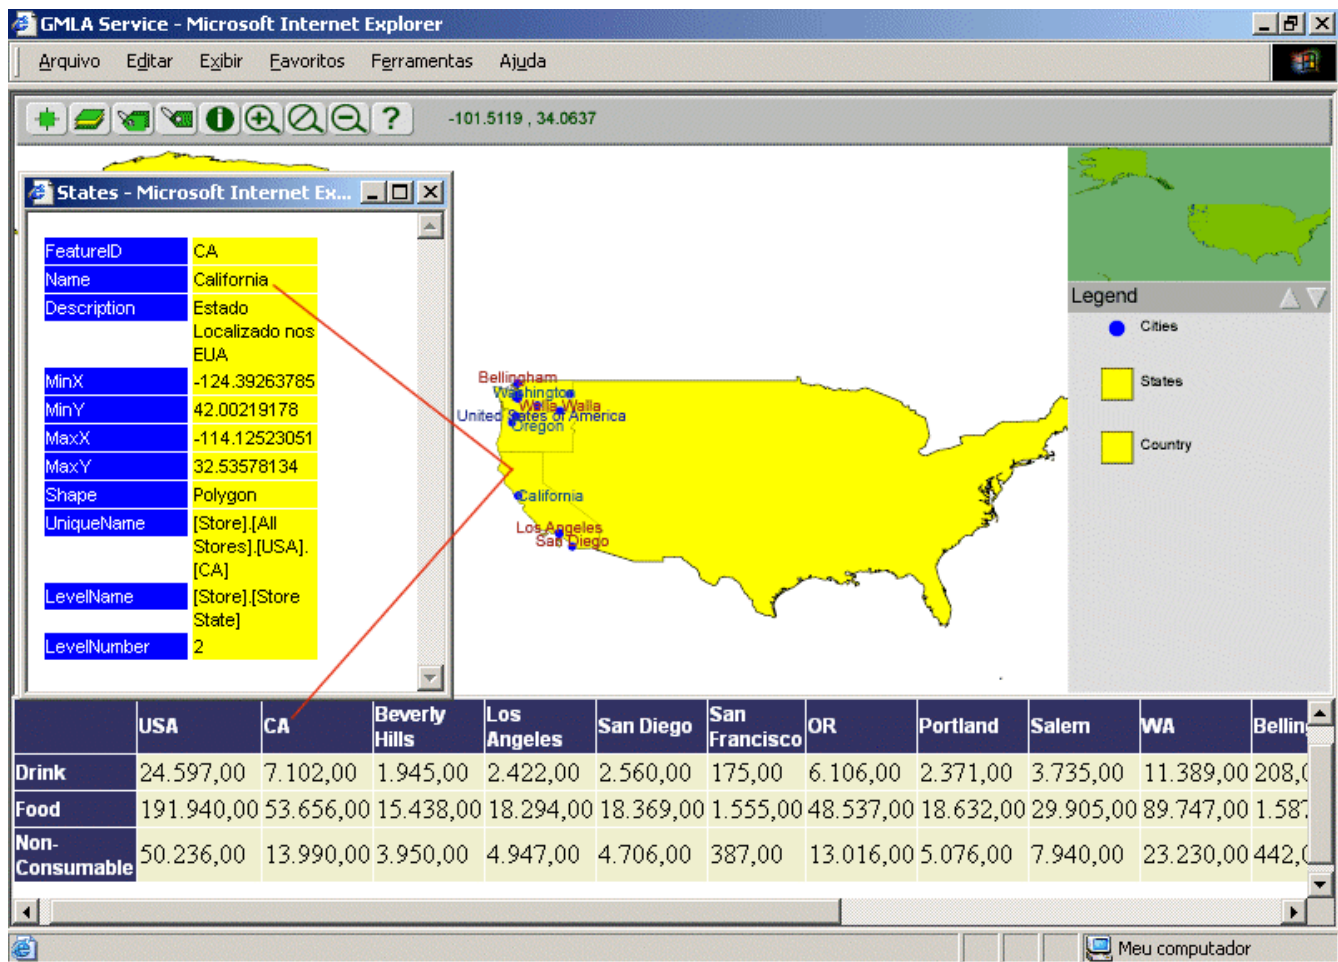 GMLA Service - Microsoft Internet Explorer
Arquivo Editar Exibir Favoritos Ferramentas Ajuda
-101.5119 , 34.0637
States - Microsoft Internet Ex...
FeatureID CA
Name California
Description Estado
Localizado nos
EUA
MinX -124.39263785
MinY 42.00219178
MaxX -114.12523051
MaxY 32.53578134
Shape Polygon
UniqueName [Store].[All
Stores].[USA].
[CA]
LevelName [Store].[Store
State]
LevelNumber 2
Bellingham
Washington
Walla Walla
United States of America
Oregon
California
Los Angeles
San Diego
Legend
Cities
States
Country
USA CA Beverly Hills Los Angeles San Diego San Francisco OR Portland Salem WA Belling
Drink 24.597,00 7.102,00 1.945,00 2.422,00 2.560,00 175,00 6.106,00 2.371,00 3.735,00 11.389,00 208,0
Food 191.940,00 53.656,00 15.438,00 18.294,00 18.369,00 1.555,00 48.537,00 18.632,00 29.905,00 89.747,00 1.587
Non-Consumable 50.236,00 13.990,00 3.950,00 4.947,00 4.706,00 387,00 13.016,00 5.076,00 7.940,00 23.230,00 442,0
Meu computador